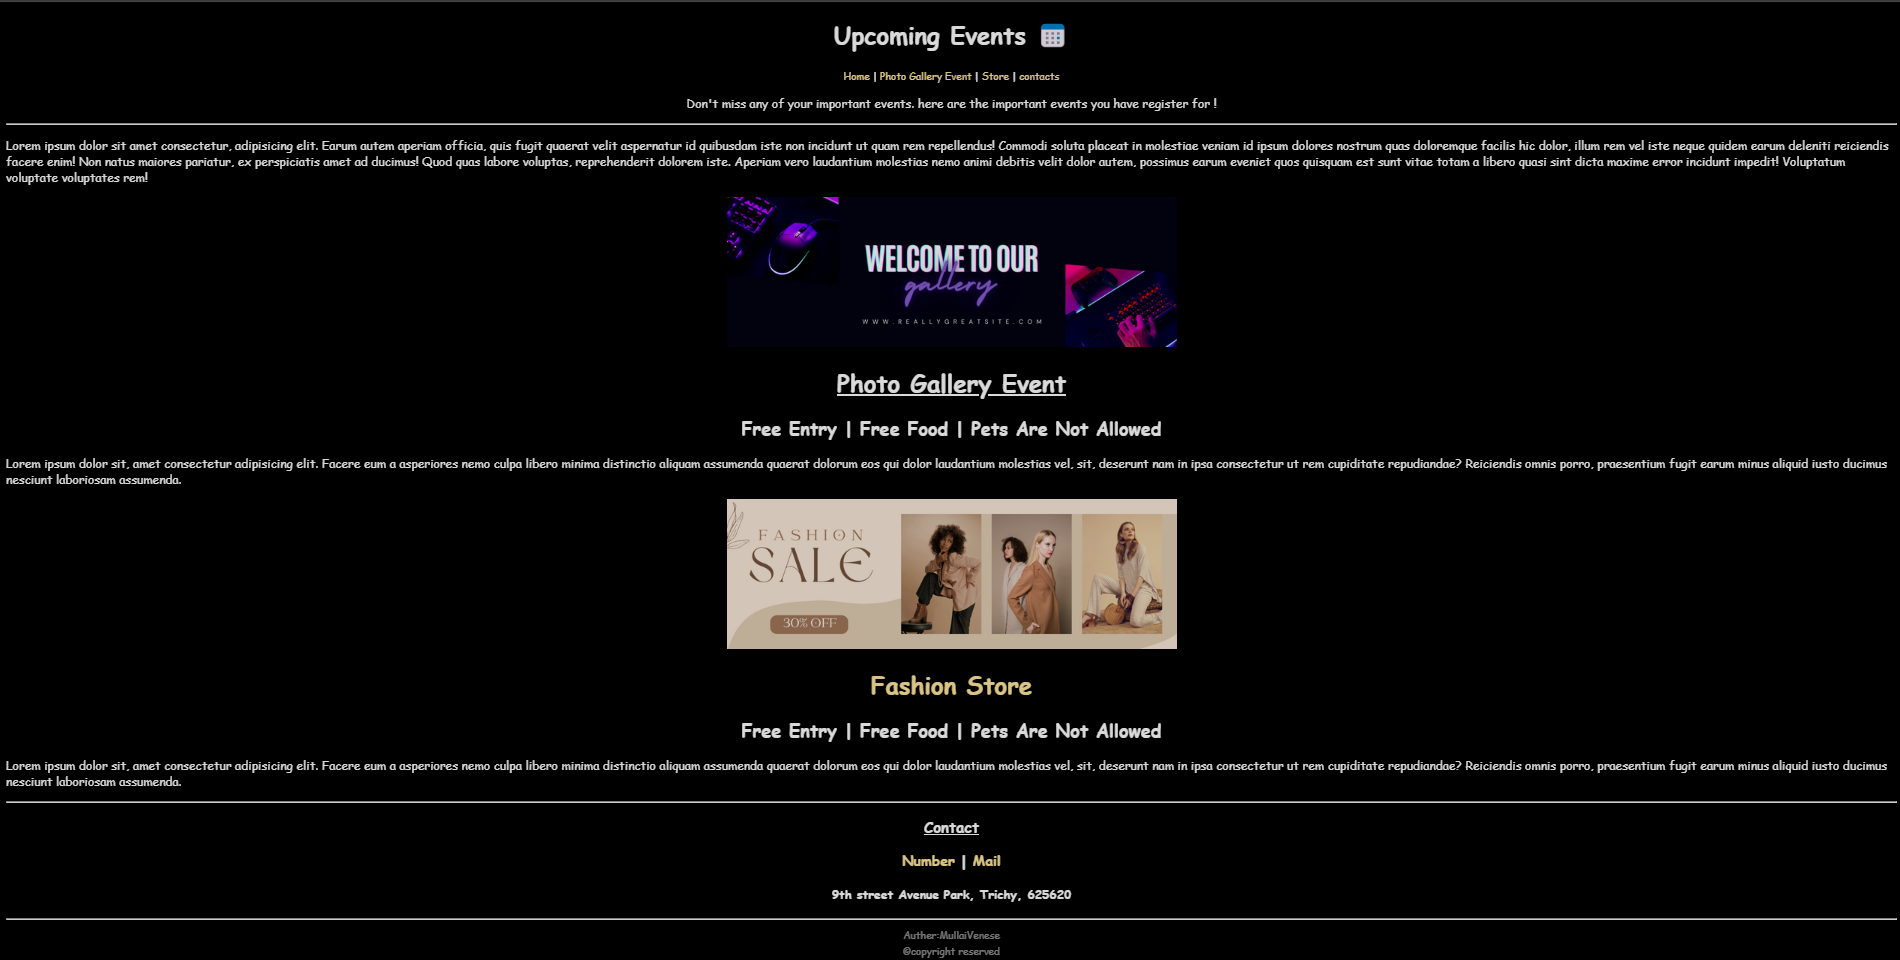 Upcoming Events
Home | Photo Gallery Event | Store | contacts
Don't miss any of your important events. here are the important events you have register for !
Lorem ipsum dolor sit amet consectetur, adipisicing elit. Earum autem aperiam officia, quis fugit quaerat velit aspernatur id quibusdam iste non incidunt ut quam rem repellendus! Commodi soluta placeat in molestiae veniam id ipsum dolores nostrum quas doloremque facilis hic dolor, illum rem vel iste neque quidem earum deleniti reiciendis
facere enim! Non natus maiores pariatur, ex perspiciatis amet ad ducimus! Quod quas labore voluptas, reprehenderit dolorem iste. Aperiam vero laudantium molestias nemo animi debitis velit dolor autem, possimus earum eveniet quos quisquam est sunt vitae totam a libero quasi sint dicta maxime error incidunt impedit! Voluptatum
voluptate voluptates rem!
WELCOME TO OUR
gallery
WWW.REALLYGREATSITE.COM
Photo Gallery Event
Free Entry | Free Food | Pets Are Not Allowed
Lorem ipsum dolor sit, amet consectetur adipisicing elit. Facere eum a asperiores nemo culpa libero minima distinctio aliquam assumenda quaerat dolorum eos qui dolor laudantium molestias vel, sit, deserunt nam in ipsa consectetur ut rem cupiditate repudiandae? Reiciendis omnis porro, praesentium fugit earum minus aliquid iusto ducimus
nesciunt laboriosam assumenda.
FASHION
SALE
30% OFF
Fashion Store
Free Entry | Free Food | Pets Are Not Allowed
Lorem ipsum dolor sit, amet consectetur adipisicing elit. Facere eum a asperiores nemo culpa libero minima distinctio aliquam assumenda quaerat dolorum eos qui dolor laudantium molestias vel, sit, deserunt nam in ipsa consectetur ut rem cupiditate repudiandae? Reiciendis omnis porro, praesentium fugit earum minus aliquid iusto ducimus
nesciunt laboriosam assumenda.
Contact
Number | Mail
9th street Avenue Park, Trichy, 625620
Auther:MullaiVenese
©copyright reserved